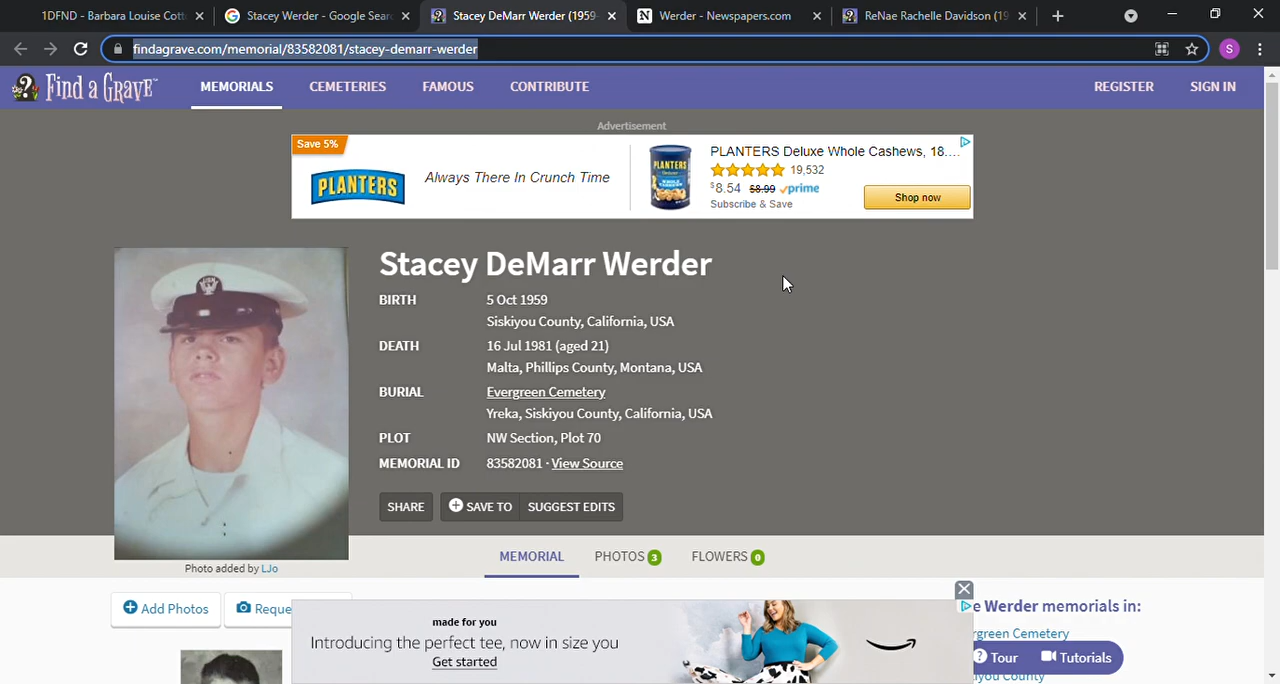 1DFND - Barbara Louise Cott
Stacey Werder - Google Sear
Stacey DeMarr Werder (1959-
Werder - Newspapers.com
ReNae Rachelle Davidson (19
findagrave.com/memorial/83582081/stacey-demarr-werder
S
FIND A GRAVE™
MEMORIALS
CEMETERIES
FAMOUS
CONTRIBUTE
REGISTER
SIGN IN
Advertisement
Save 5%
PLANTERS
Always There In Crunch Time
PLANTERS
PLANTERS Deluxe Whole Cashews, 18....
19,532
$8.54 $8.99 prime
Subscribe & Save
Shop now
Stacey DeMarr Werder
BIRTH 5 Oct 1959
Siskiyou County, California, USA
DEATH 16 Jul 1981 (aged 21)
Malta, Phillips County, Montana, USA
BURIAL Evergreen Cemetery
Yreka, Siskiyou County, California, USA
PLOT NW Section, Plot 70
MEMORIAL ID 83582081 · View Source
SHARE
SAVE TO
SUGGEST EDITS
Photo added by LJo
MEMORIAL
PHOTOS 3
FLOWERS 0
Add Photos
Reque
made for you
Introducing the perfect tee, now in size you
Get started
e Werder memorials in:
rgreen Cemetery
Tour
Tutorials
iyou County